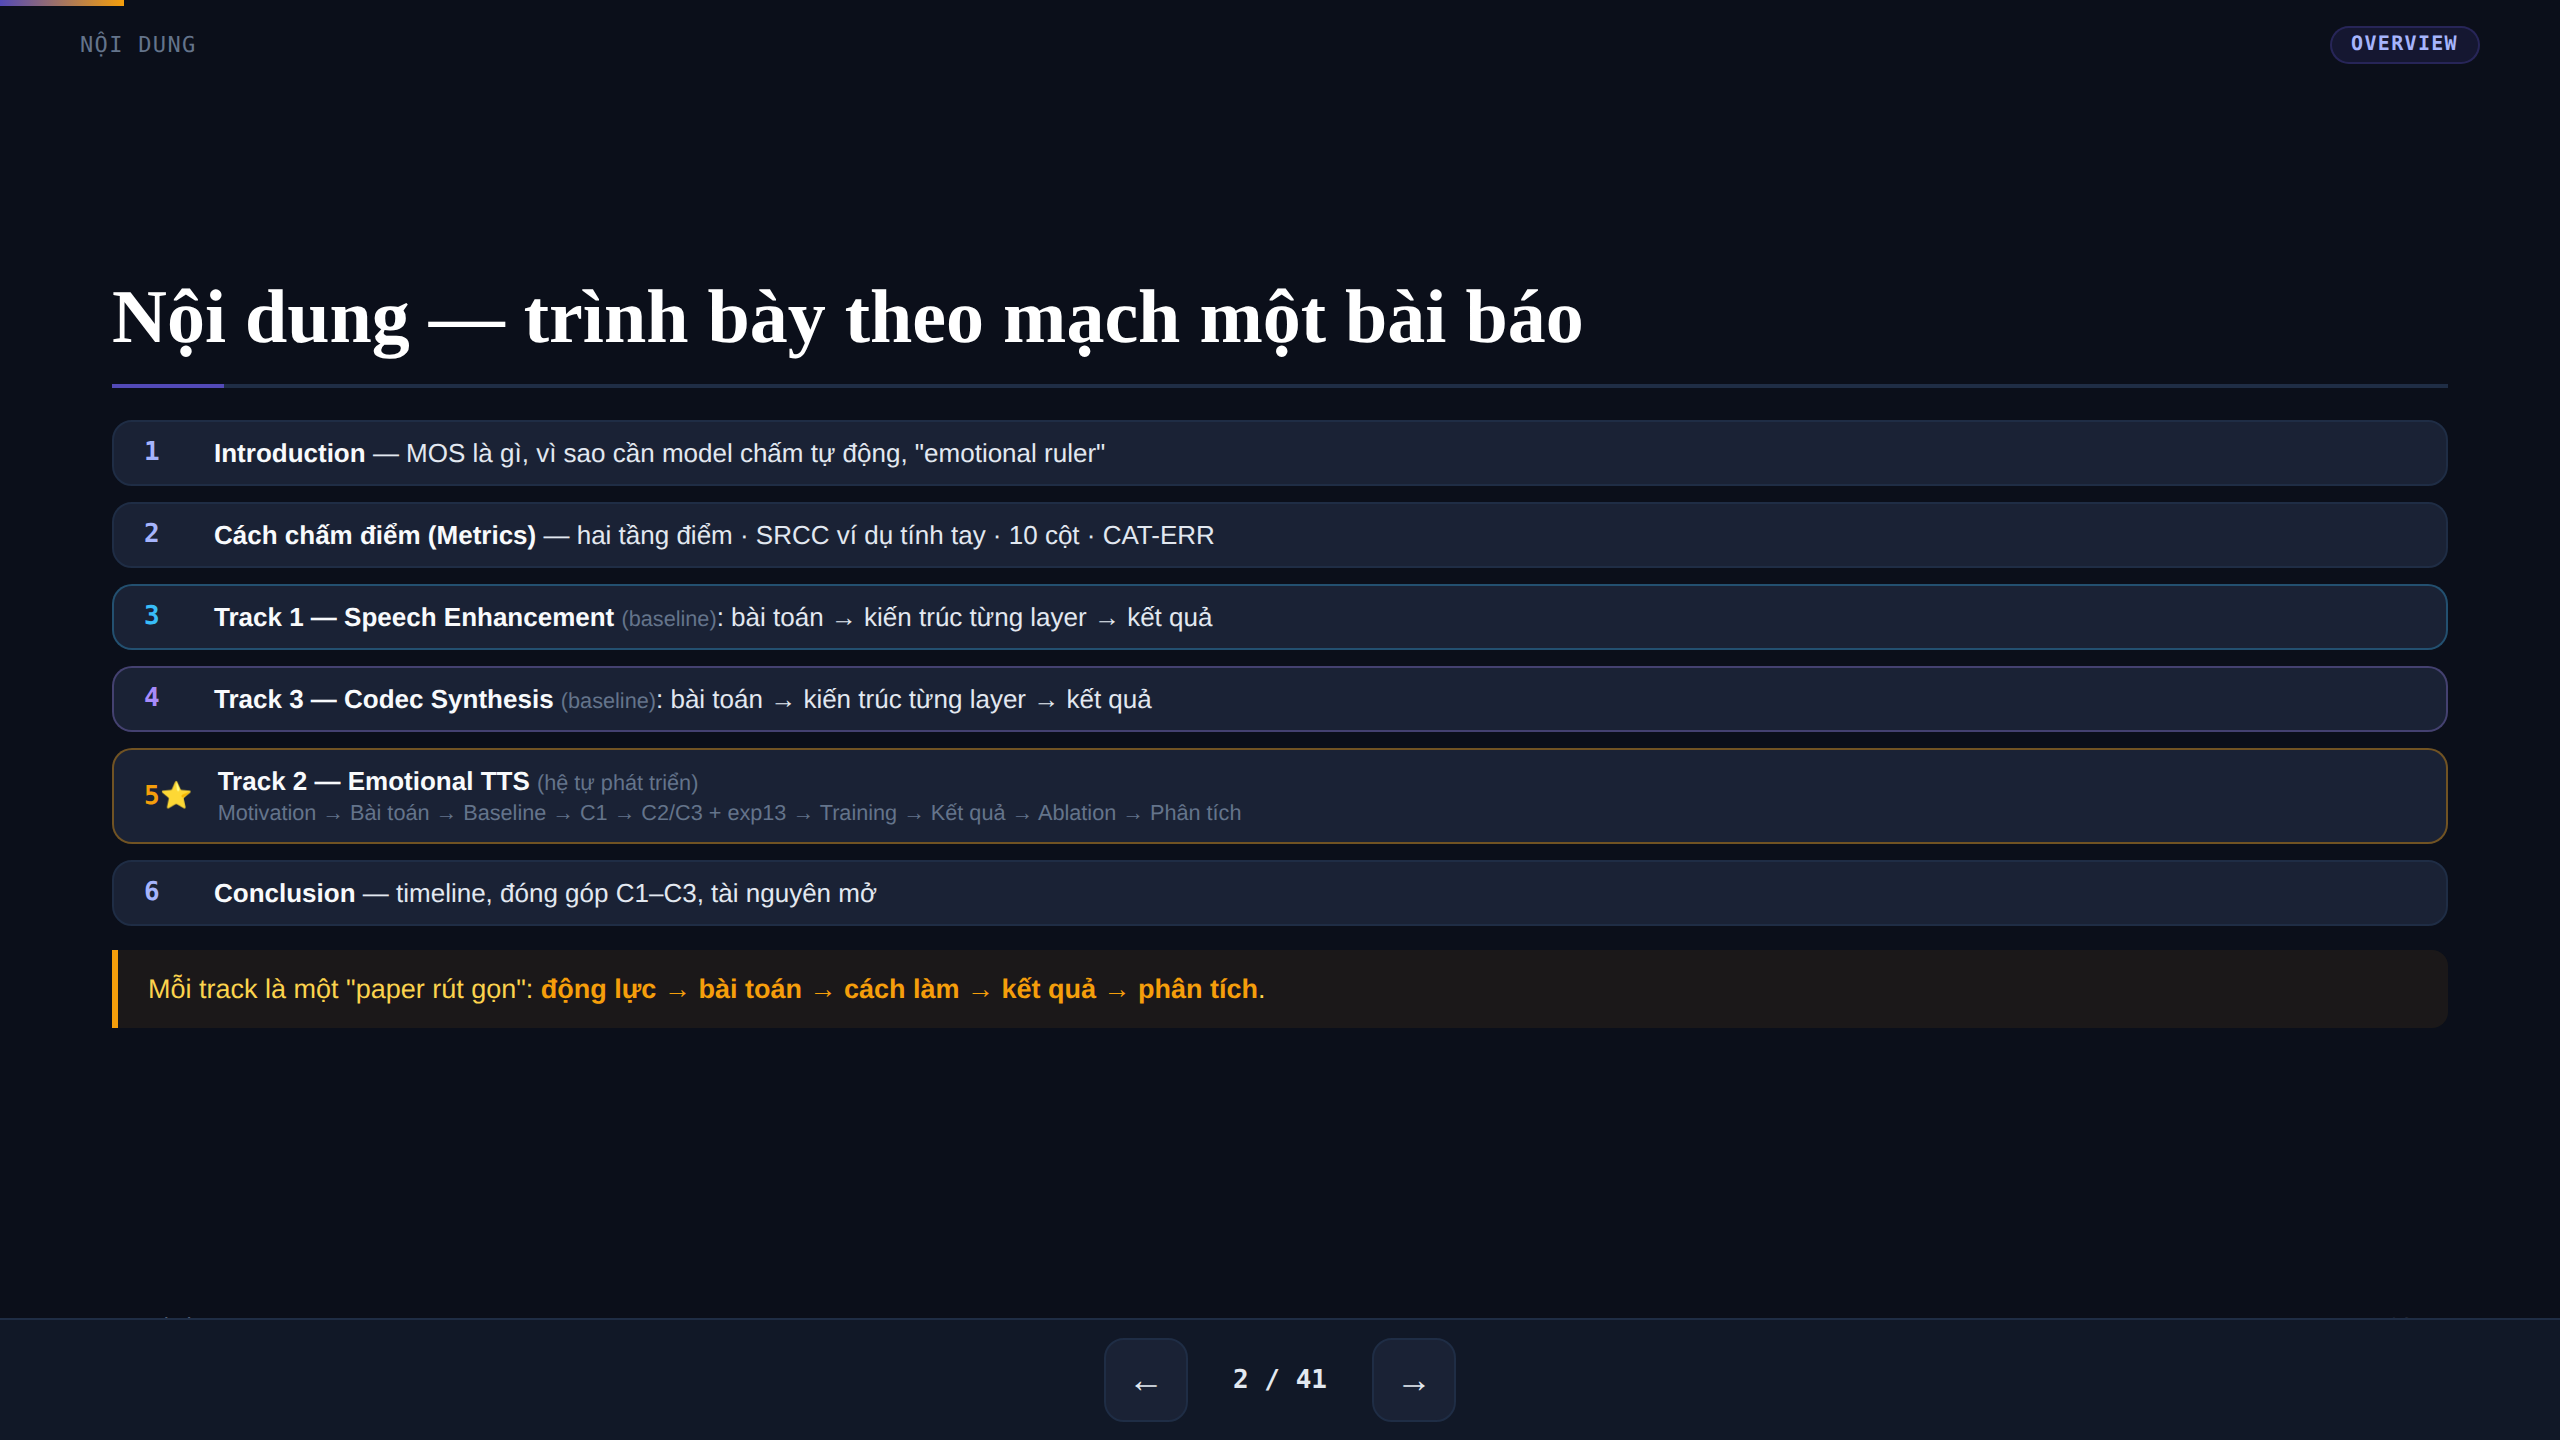 NỘI DUNG
OVERVIEW
Nội dung — trình bày theo mạch một bài báo
1 Introduction — MOS là gì, vì sao cần model chấm tự động, "emotional ruler"
2 Cách chấm điểm (Metrics) — hai tầng điểm · SRCC ví dụ tính tay · 10 cột · CAT-ERR
3 Track 1 — Speech Enhancement (baseline): bài toán → kiến trúc từng layer → kết quả
4 Track 3 — Codec Synthesis (baseline): bài toán → kiến trúc từng layer → kết quả
5⭐ Track 2 — Emotional TTS (hệ tự phát triển)
Motivation → Bài toán → Baseline → C1 → C2/C3 + exp13 → Training → Kết quả → Ablation → Phân tích
6 Conclusion — timeline, đóng góp C1–C3, tài nguyên mở
Mỗi track là một "paper rút gọn": động lực → bài toán → cách làm → kết quả → phân tích.
← 2 / 41 →